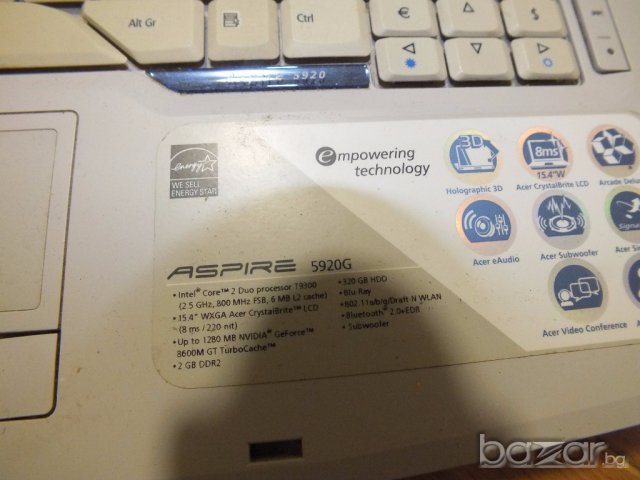 Alt Gr
Ctrl
€
$
5920
energy
WE SELL
ENERGY STAR
empowering
technology
3D
Holographic 3D
8ms
15.4"W
Acer CrystalBrite LCD
Arcade Delux
Acer eAudio
Acer Subwoofer
Signal
Acer Video Conference
ASPIRE 5920G
• Intel® Core™ 2 Duo processor T9300
(2.5 GHz, 800 MHz FSB, 6 MB L2 cache)
• 15.4" WXGA Acer CrystalBrite™ LCD
(8 ms / 220 nit)
• Up to 1280 MB NVIDIA® GeForce™
8600M GT TurboCache™
• 2 GB DDR2
• 320 GB HDD
• Blu Ray
• 802.11a/b/g/Draft-N WLAN
• Bluetooth® 2.0+EDR
• Subwoofer
bazar.bg